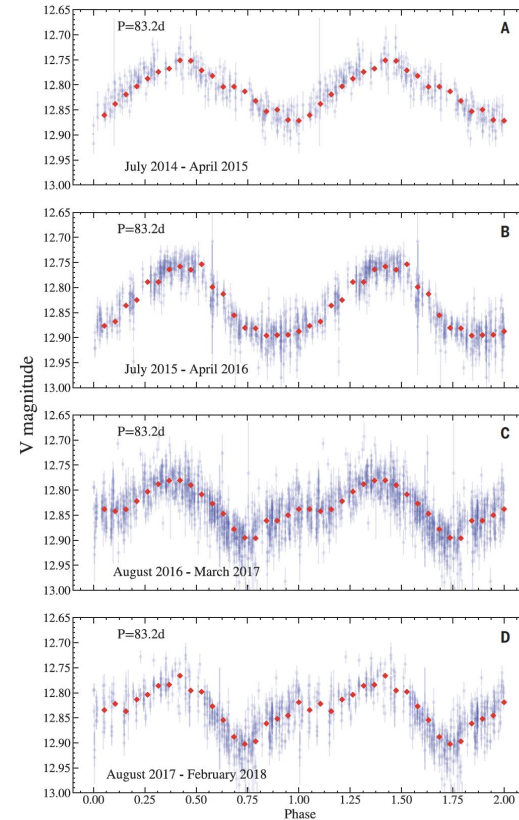 12.65
P=83.2d
A
12.70
12.75
12.80
12.85
12.90
12.95
July 2014 - April 2015
13.00
12.65
P=83.2d
B
12.70
12.75
12.80
12.85
12.90
12.95
July 2015 - April 2016
13.00
V magnitude
12.65
P=83.2d
C
12.70
12.75
12.80
12.85
12.90
12.95
August 2016 - March 2017
13.00
12.65
P=83.2d
D
12.70
12.75
12.80
12.85
12.90
12.95
August 2017 - February 2018
13.00
0.00 0.25 0.50 0.75 1.00 1.25 1.50 1.75 2.00
Phase